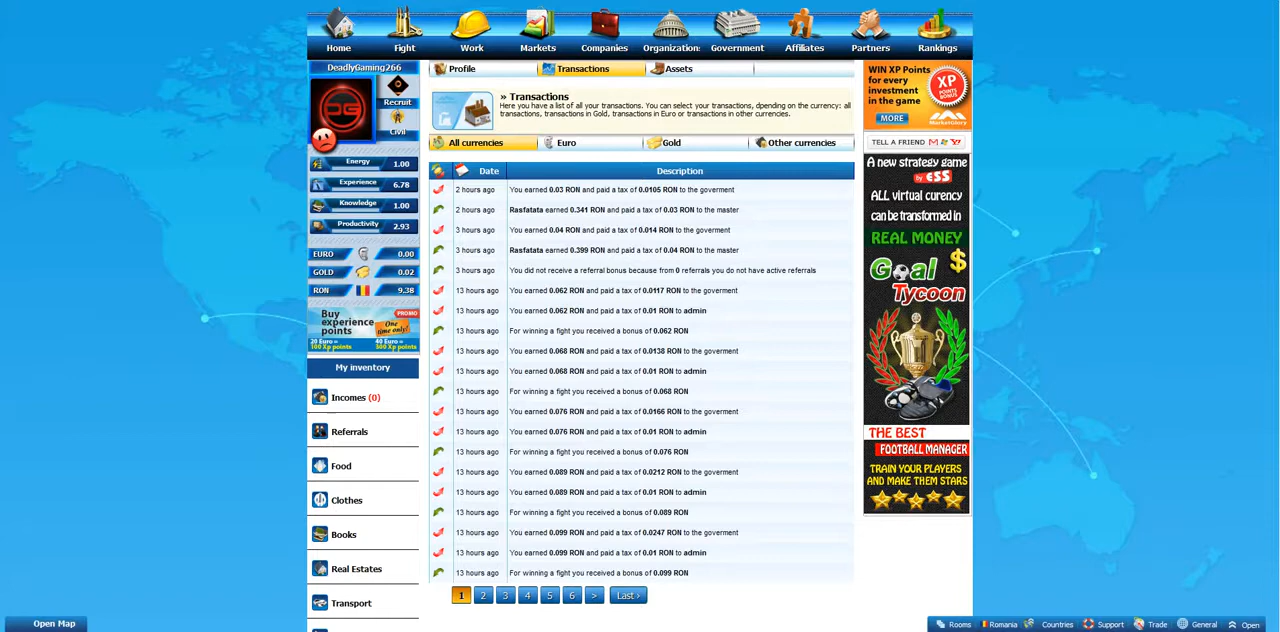 Home Fight Work Markets Companies Organization: Government Affiliates Partners Rankings
DeadlyGaming266
Recruit
Civil
Energy 1.00
Experience 6.78
Knowledge 1.00
Productivity 2.93
EURO 0.00
GOLD 0.02
RON 9.38
Buy
experience
points
PROMO
One
time only!
20 Euro = 40 Euro =
100 Xp points 300 Xp points
My inventory
Incomes (0)
Referrals
Food
Clothes
Books
Real Estates
Transport
Profile Transactions Assets
» Transactions
Here you have a list of all your transactions. You can select your transactions, dpending on the currency: all
transactions, transactions in Gold, transactions in Euro or transactions in other currencies.
All currencies Euro Gold Other currencies
Date Description
2 hours ago You earned 0.03 RON and paid a tax of 0.0105 RON to the goverment
2 hours ago Rasfatata earned 0.341 RON and paid a tax of 0.03 RON to the master
3 hours ago You earned 0.04 RON and paid a tax of 0.014 RON to the goverment
3 hours ago Rasfatata earned 0.399 RON and paid a tax of 0.04 RON to the master
3 hours ago You did not receive a referral bonus because from 0 referrals you do not have active referrals
13 hours ago You earned 0.062 RON and paid a tax of 0.0117 RON to the goverment
13 hours ago You earned 0.062 RON and paid a tax of 0.01 RON to admin
13 hours ago For winning a fight you received a bonus of 0.062 RON
13 hours ago You earned 0.068 RON and paid a tax of 0.0138 RON to the goverment
13 hours ago You earned 0.068 RON and paid a tax of 0.01 RON to admin
13 hours ago For winning a fight you received a bonus of 0.068 RON
13 hours ago You earned 0.076 RON and paid a tax of 0.0166 RON to the goverment
13 hours ago You earned 0.076 RON and paid a tax of 0.01 RON to admin
13 hours ago For winning a fight you received a bonus of 0.076 RON
13 hours ago You earned 0.089 RON and paid a tax of 0.0212 RON to the goverment
13 hours ago You earned 0.089 RON and paid a tax of 0.01 RON to admin
13 hours ago For winning a fight you received a bonus of 0.089 RON
13 hours ago You earned 0.099 RON and paid a tax of 0.0247 RON to the goverment
13 hours ago You earned 0.099 RON and paid a tax of 0.01 RON to admin
13 hours ago For winning a fight you received a bonus of 0.099 RON
1 2 3 4 5 6 > Last ›
WIN XP Points
for every
investment
in the game
MORE
XP
POINTS
BONUS
MARKETGLORY
TELL A FRIEND
A new strategy game
by ESS
ALL virtual curency
can be transformed in
REAL MONEY
Goal $
Tycoon
THE BEST
FOOTBALL MANAGER
TRAIN YOUR PLAYERS
AND MAKE THEM STARS
Open Map
Rooms Romania Countries Support Trade General Open